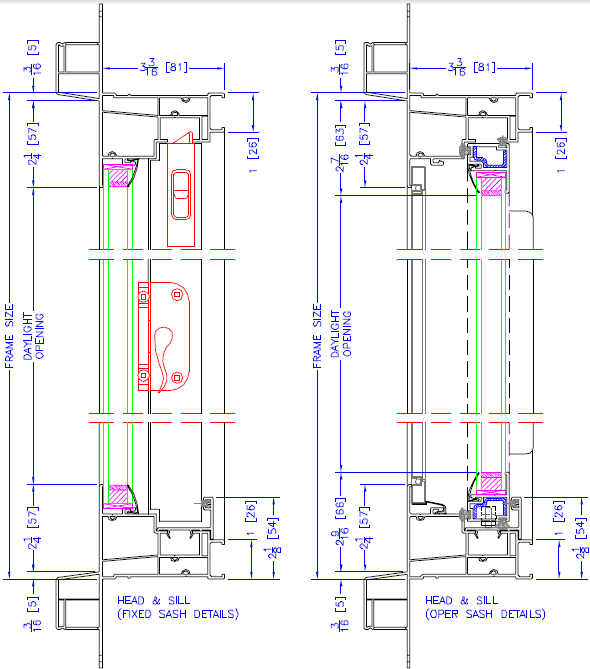 3 3/16 [81]
3/16 [5]
2 1/4 [57]
1 [26]
FRAME SIZE
DAYLIGHT
OPENING
2 1/4 [57]
3/16 [5]
1 [26]
2 1/8 [54]
HEAD & SILL
(FIXED SASH DETAILS)
3 3/16 [81]
3/16 [5]
2 7/16 [63]
2 1/4 [57]
1 [26]
FRAME SIZE
DAYLIGHT
OPENING
2 9/16 [66]
2 1/4 [57]
3/16 [5]
1 [26]
2 1/8 [54]
HEAD & SILL
(OPER SASH DETAILS)